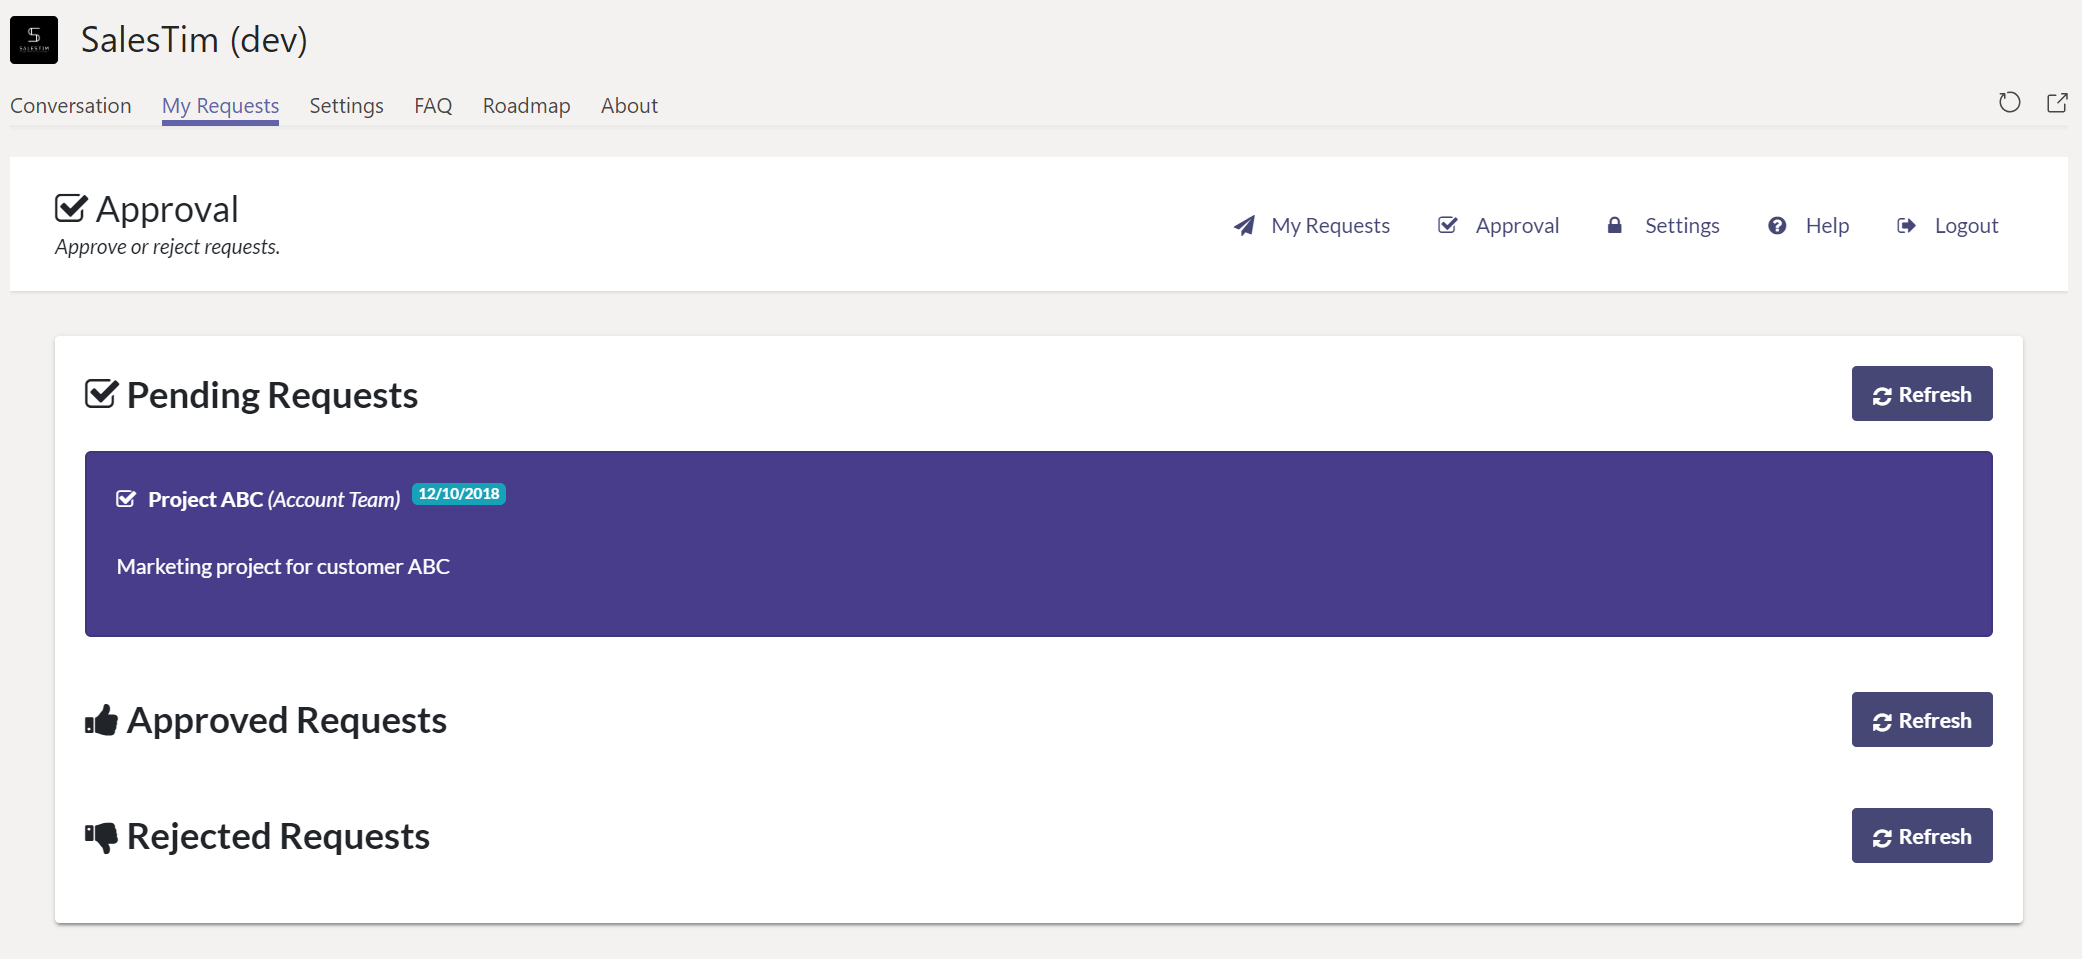 SALESTIM
SalesTim (dev)
Conversation My Requests Settings FAQ Roadmap About
Approval
Approve or reject requests.
My Requests Approval Settings Help Logout
Pending Requests Refresh
Project ABC (Account Team) 12/10/2018
Marketing project for customer ABC
Approved Requests Refresh
Rejected Requests Refresh